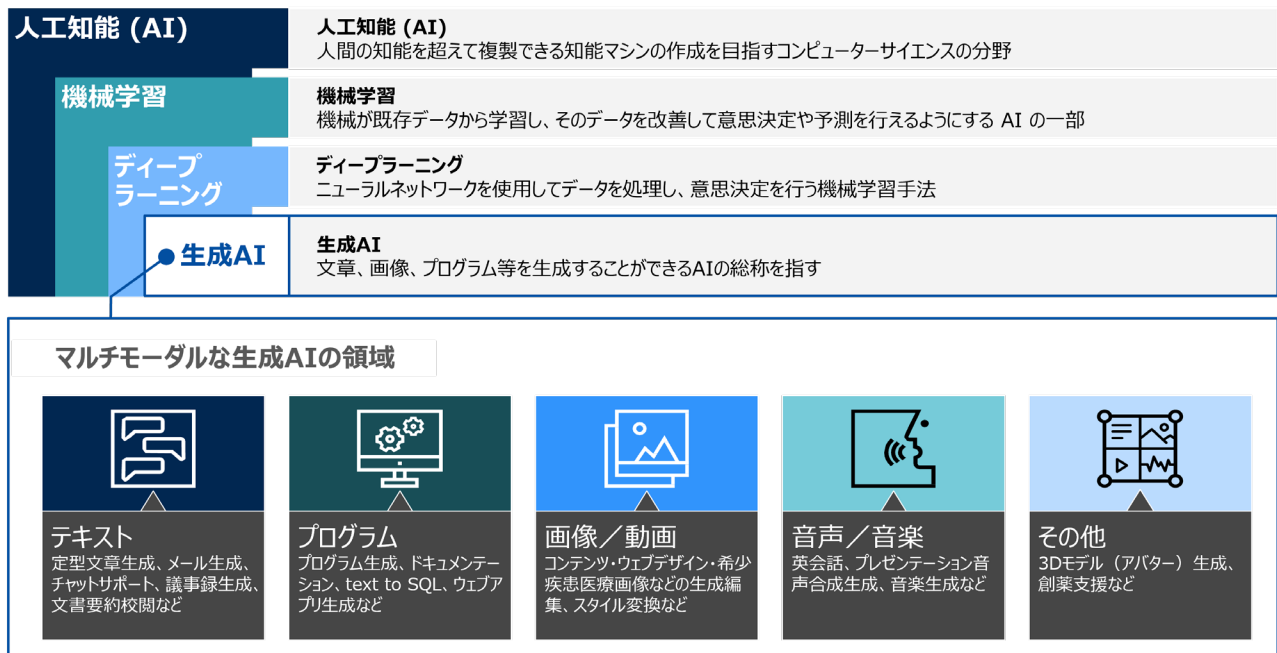 人工知能 (AI)
人工知能 (AI)
人間の知能を超えて複製できる知能マシンの作成を目指すコンピューターサイエンスの分野
機械学習
機械学習
機械が既存データから学習し、そのデータを改善して意思決定や予測を行えるようにする AI の一部
ディープ
ラーニング
ディープラーニング
ニューラルネットワークを使用してデータを処理し、意思決定を行う機械学習手法
生成AI
生成AI
文章、画像、プログラム等を生成することができるAIの総称を指す
マルチモーダルな生成AIの領域
テキスト
定型文章生成、メール生成、
チャットサポート、議事録生成、
文書要約校閲など
プログラム
プログラム生成、ドキュメンテー
ション、text to SQL、ウェブア
プリ生成など
画像／動画
コンテンツ・ウェブデザイン・希少
疾患医療画像などの生成編
集、スタイル変換など
音声／音楽
英会話、プレゼンテーション音
声合成生成、音楽生成など
その他
3Dモデル（アバター）生成、
創薬支援など